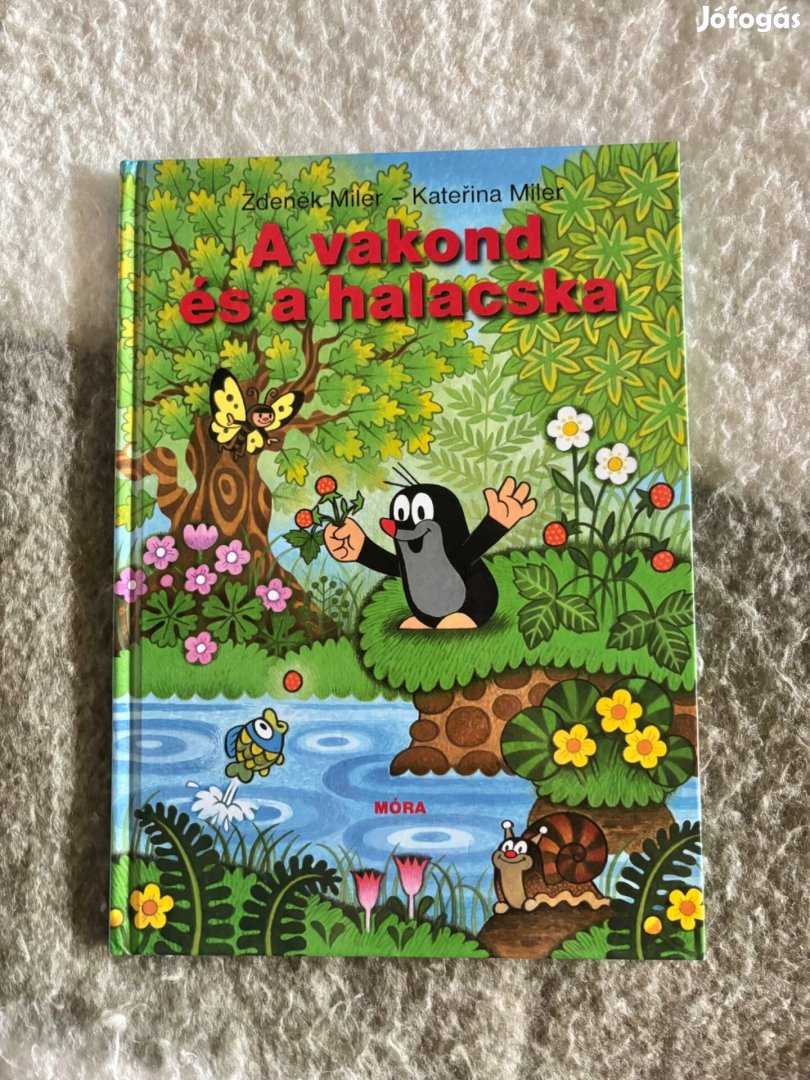 Jófogás
Zdeněk Miler – Kateřina Miler
A vakond
és a halacska
MÓRA